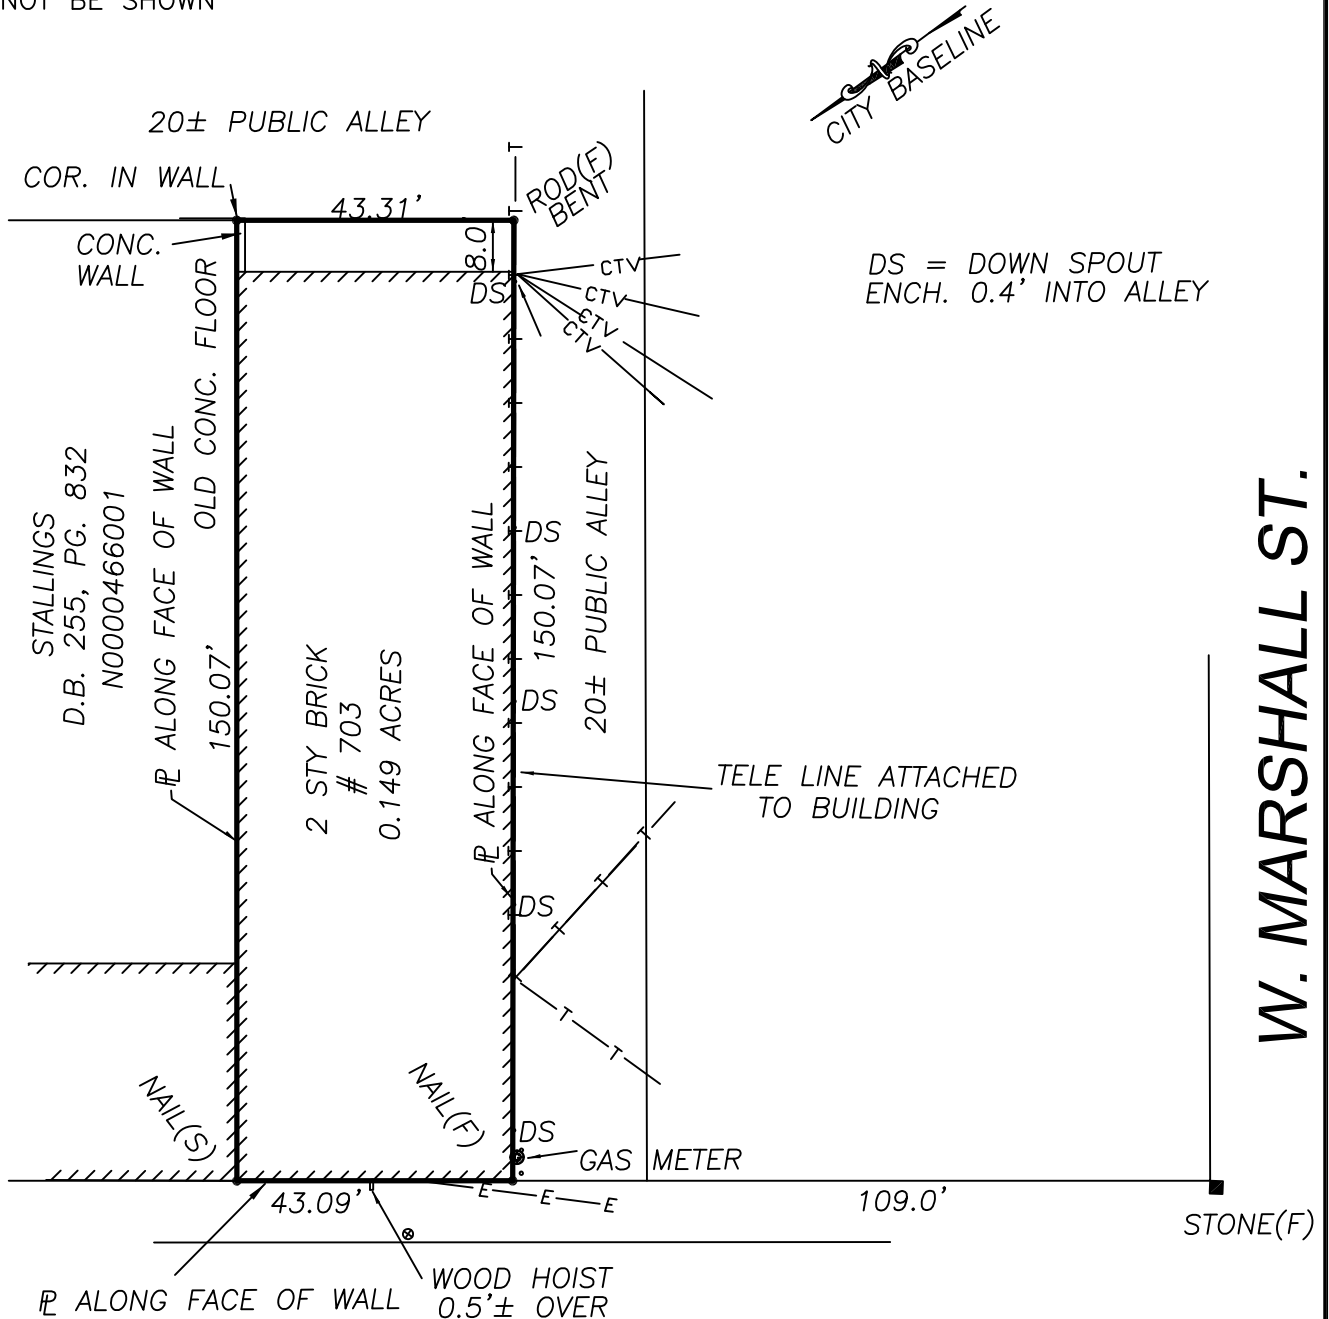 NOT BE SHOWN
CITY BASELINE
20± PUBLIC ALLEY
COR. IN WALL
ROD(F)
BENT
43.31'
CONC.
WALL
8.0
DS
CTV
CTV
CTV
CTV
DS = DOWN SPOUT
ENCH. 0.4' INTO ALLEY
STALLINGS
D.B. 255, PG. 832
N0000466001
℄ ALONG FACE OF WALL
OLD CONC. FLOOR
150.07'
2 STY BRICK
# 703
0.149 ACRES
℄ ALONG FACE OF WALL
DS
150.07'
20± PUBLIC ALLEY
DS
TELE LINE ATTACHED
TO BUILDING
W. MARSHALL ST.
T
T
T
T
T
T
T
DS
NAIL(S)
NAIL(F)
DS
GAS METER
43.09'
E
E
E
109.0'
STONE(F)
℄ ALONG FACE OF WALL
WOOD HOIST
0.5'± OVER